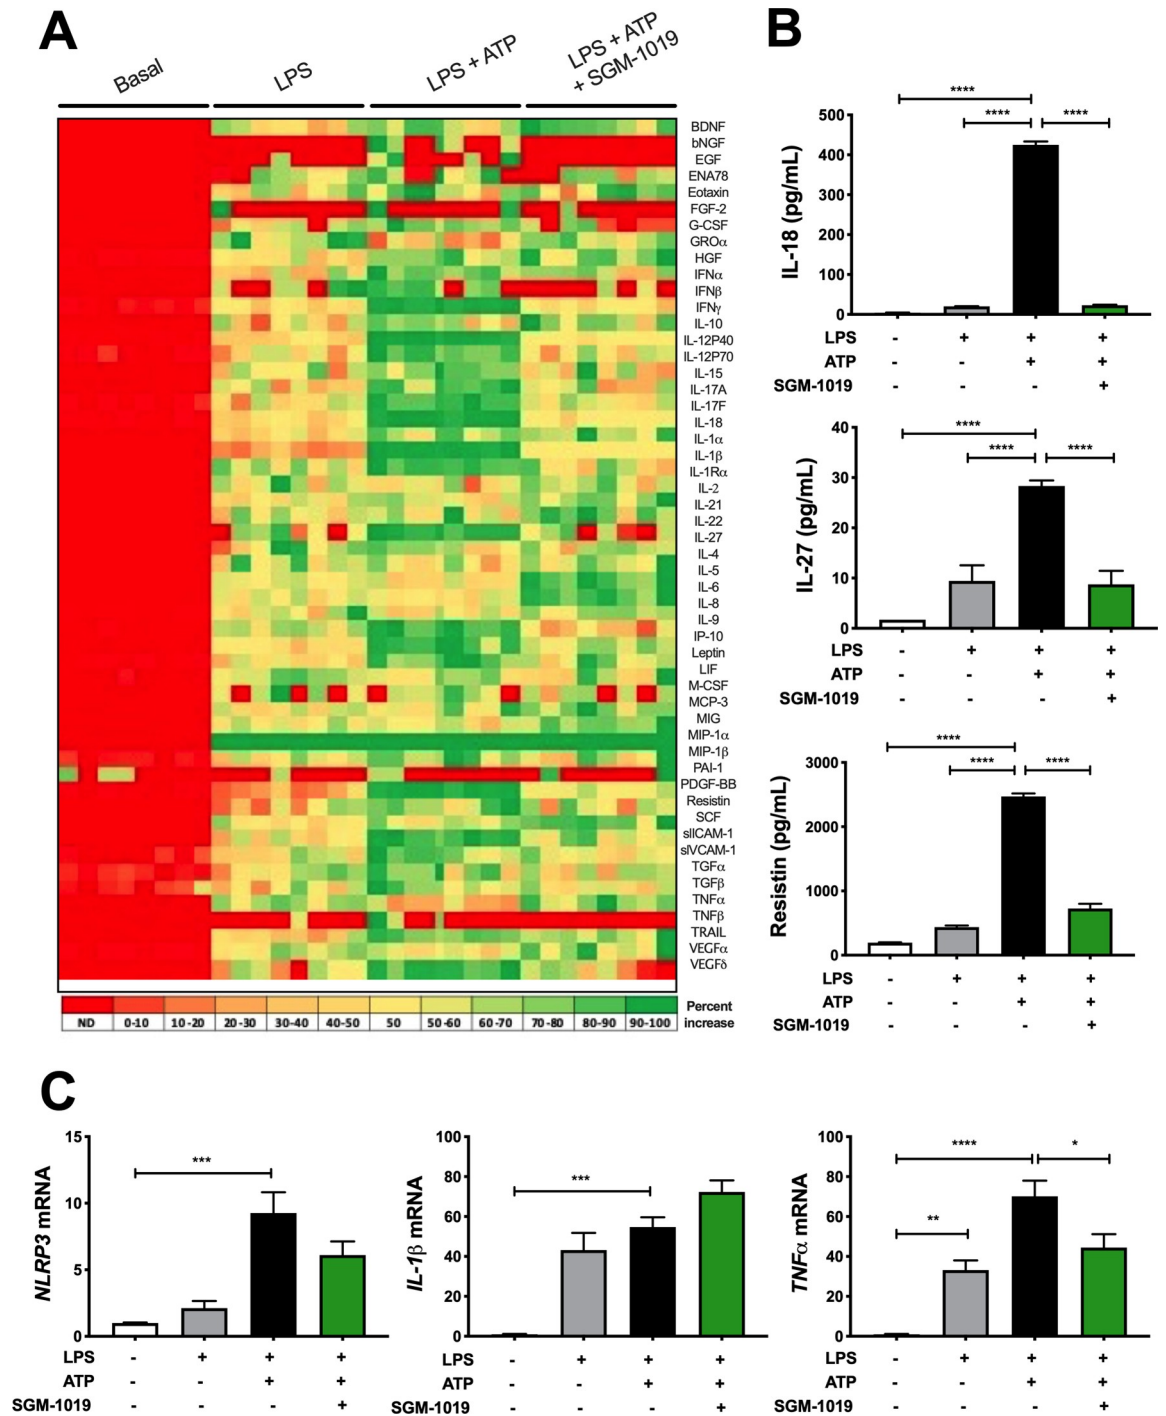 A
Basal
LPS
LPS + ATP
LPS + ATP
+ SGM-1019
BDNF
bNGF
EGF
ENA78
Eotaxin
FGF-2
G-CSF
GROα
HGF
IFNα
IFNβ
IFNγ
IL-10
IL-12P40
IL-12P70
IL-15
IL-17A
IL-17F
IL-18
IL-1α
IL-1β
IL-1Rα
IL-2
IL-21
IL-22
IL-27
IL-4
IL-5
IL-6
IL-8
IL-9
IP-10
Leptin
LIF
M-CSF
MCP-3
MIG
MIP-1α
MIP-1β
PAI-1
PDGF-BB
Resistin
SCF
slICAM-1
slVCAM-1
TGFα
TGFβ
TNFα
TNFβ
TRAIL
VEGFα
VEGFδ
Percent
increase
ND 0-10 10-20 20-30 30-40 40-50 50 50-60 60-70 70-80 80-90 90-100
B
IL-18 (pg/mL)
500
400
300
200
100
0
****
**** ****
LPS - + + +
ATP - - + +
SGM-1019 - - - +
IL-27 (pg/mL)
40
30
20
10
0
****
**** ****
LPS - + + +
ATP - - + +
SGM-1019 - - - +
Resistin (pg/mL)
3000
2000
1000
0
****
**** ****
LPS - + + +
ATP - - + +
SGM-1019 - - - +
C
NLRP3 mRNA
15
10
5
0
***
LPS - + + +
ATP - - + +
SGM-1019 - - - +
IL-1β mRNA
100
80
60
40
20
0
***
LPS - + + +
ATP - - + +
SGM-1019 - - - +
TNFα mRNA
100
80
60
40
20
0
**** *
**
LPS - + + +
ATP - - + +
SGM-1019 - - - +